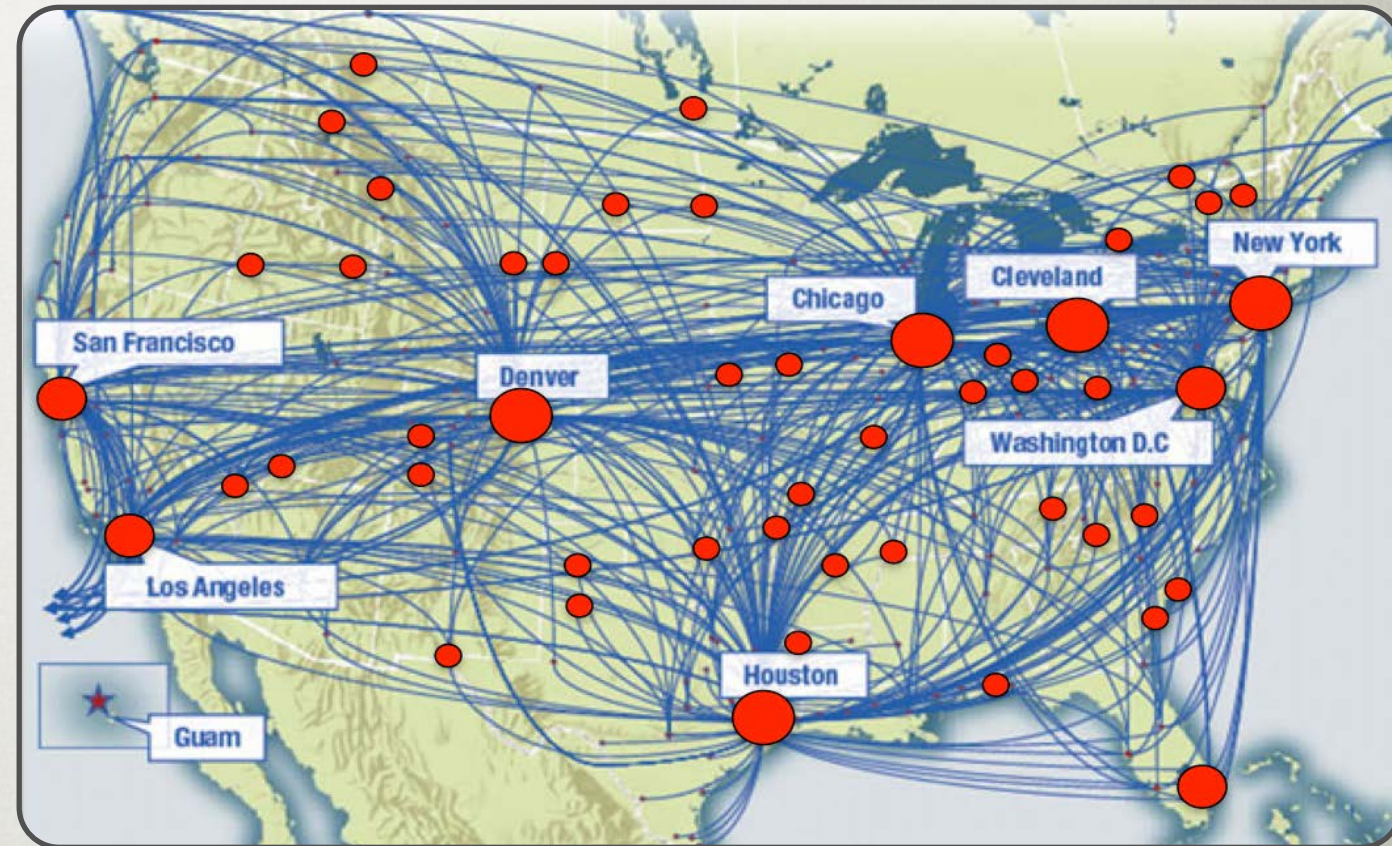 New York
Cleveland
Chicago
San Francisco
Denver
Washington D.C
Los Angeles
Houston
Guam